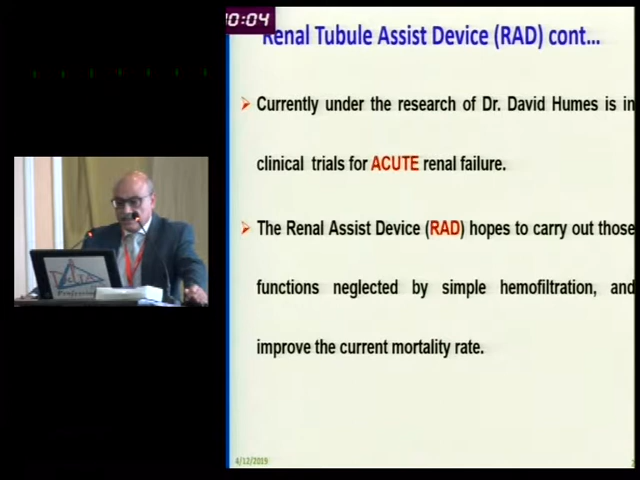 10:04
Renal Tubule Assist Device (RAD) cont...
➢ Currently under the research of Dr. David Humes is in
clinical trials for ACUTE renal failure.
➢ The Renal Assist Device (RAD) hopes to carry out those
functions neglected by simple hemofiltration, and
improve the current mortality rate.
4/12/2019